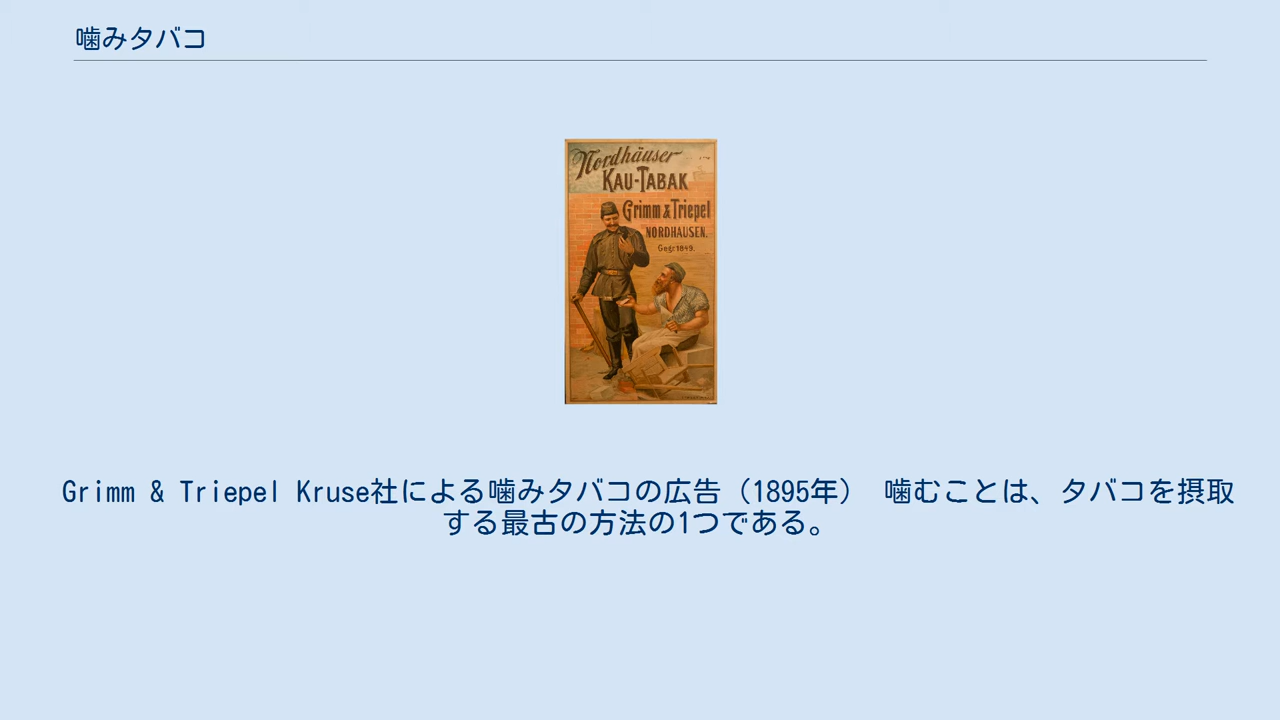 噛みタバコ
Nordhäuser
KAU-TABAK
Grimm & Triepel
NORDHAUSEN.
Gegr. 1849.
Grimm & Triepel Kruse社による噛みタバコの広告（1895年） 噛むことは、タバコを摂取
する最古の方法の1つである。